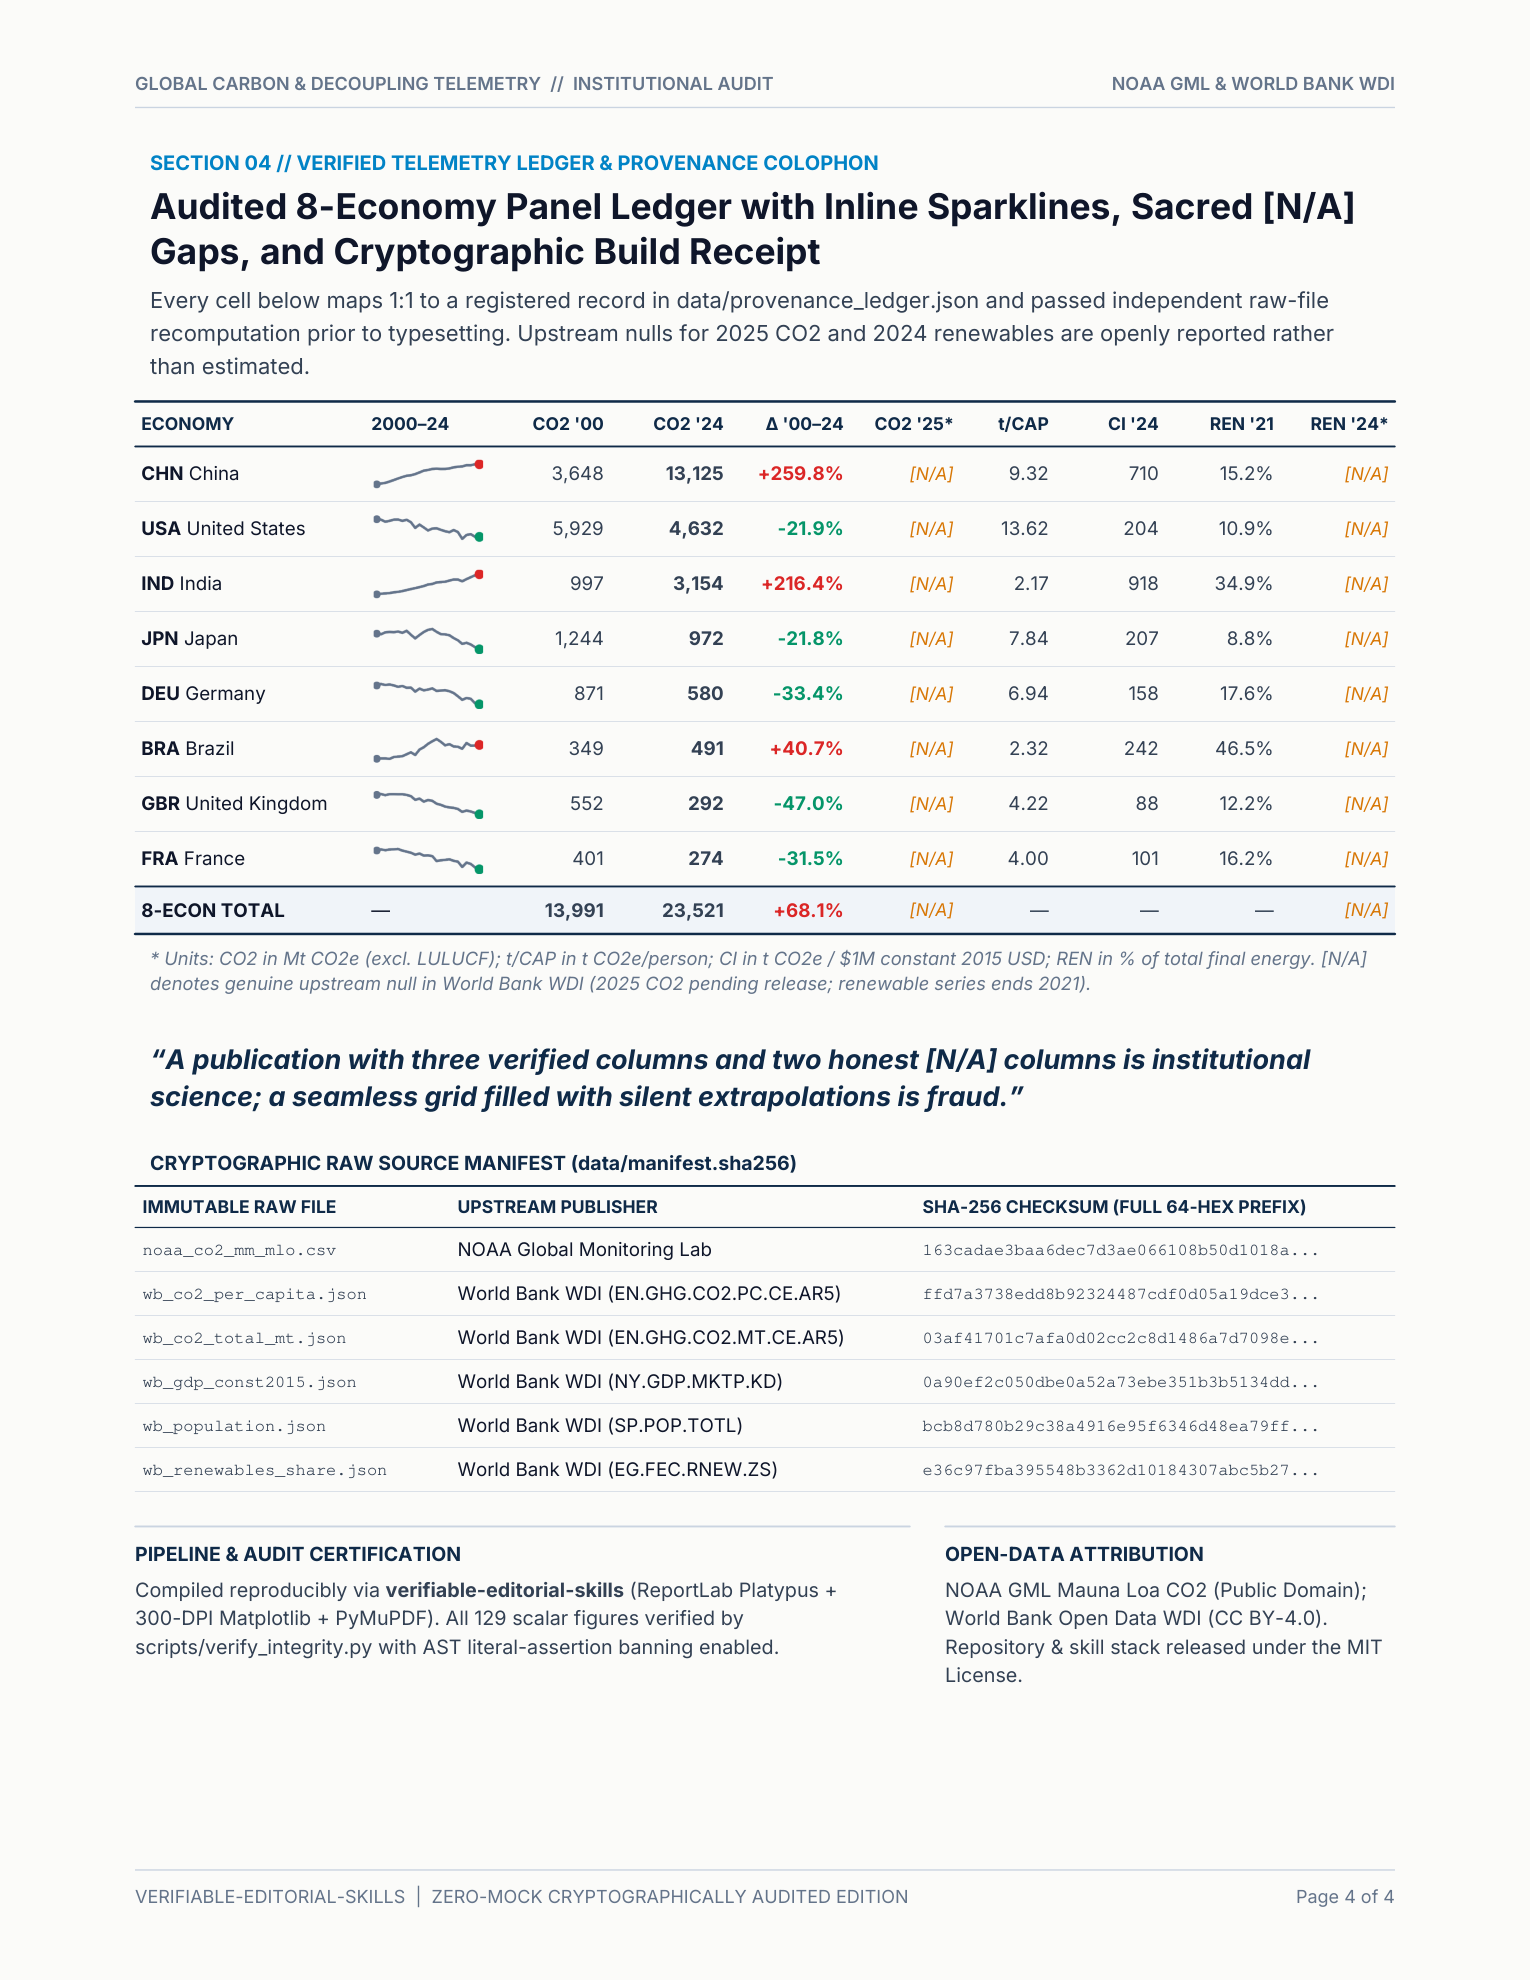 GLOBAL CARBON & DECOUPLING TELEMETRY // INSTITUTIONAL AUDIT NOAA GML & WORLD BANK WDI
SECTION 04 // VERIFIED TELEMETRY LEDGER & PROVENANCE COLOPHON
Audited 8-Economy Panel Ledger with Inline Sparklines, Sacred [N/A]
Gaps, and Cryptographic Build Receipt
Every cell below maps 1:1 to a registered record in data/provenance_ledger.json and passed independent raw-file
recomputation prior to typesetting. Upstream nulls for 2025 CO2 and 2024 renewables are openly reported rather
than estimated.
ECONOMY 2000–24 CO2 '00 CO2 '24 Δ '00–24 CO2 '25* t/CAP CI '24 REN '21 REN '24*
CHN China 3,648 13,125 +259.8% [N/A] 9.32 710 15.2% [N/A]
USA United States 5,929 4,632 -21.9% [N/A] 13.62 204 10.9% [N/A]
IND India 997 3,154 +216.4% [N/A] 2.17 918 34.9% [N/A]
JPN Japan 1,244 972 -21.8% [N/A] 7.84 207 8.8% [N/A]
DEU Germany 871 580 -33.4% [N/A] 6.94 158 17.6% [N/A]
BRA Brazil 349 491 +40.7% [N/A] 2.32 242 46.5% [N/A]
GBR United Kingdom 552 292 -47.0% [N/A] 4.22 88 12.2% [N/A]
FRA France 401 274 -31.5% [N/A] 4.00 101 16.2% [N/A]
8-ECON TOTAL — 13,991 23,521 +68.1% [N/A] — — — [N/A]
* Units: CO2 in Mt CO2e (excl. LULUCF); t/CAP in t CO2e/person; CI in t CO2e / $1M constant 2015 USD; REN in % of total final energy. [N/A]
denotes genuine upstream null in World Bank WDI (2025 CO2 pending release; renewable series ends 2021).
“A publication with three verified columns and two honest [N/A] columns is institutional
science; a seamless grid filled with silent extrapolations is fraud.”
CRYPTOGRAPHIC RAW SOURCE MANIFEST (data/manifest.sha256)
IMMUTABLE RAW FILE UPSTREAM PUBLISHER SHA-256 CHECKSUM (FULL 64-HEX PREFIX)
noaa_co2_mm_mlo.csv NOAA Global Monitoring Lab 163cadae3baa6dec7d3ae066108b50d1018a...
wb_co2_per_capita.json World Bank WDI (EN.GHG.CO2.PC.CE.AR5) ffd7a3738edd8b92324487cdf0d05a19dce3...
wb_co2_total_mt.json World Bank WDI (EN.GHG.CO2.MT.CE.AR5) 03af41701c7afa0d02cc2c8d1486a7d7098e...
wb_gdp_const2015.json World Bank WDI (NY.GDP.MKTP.KD) 0a90ef2c050dbe0a52a73ebe351b3b5134dd...
wb_population.json World Bank WDI (SP.POP.TOTL) bcb8d780b29c38a4916e95f6346d48ea79ff...
wb_renewables_share.json World Bank WDI (EG.FEC.RNEW.ZS) e36c97fba395548b3362d10184307abc5b27...
PIPELINE & AUDIT CERTIFICATION
Compiled reproducibly via verifiable-editorial-skills (ReportLab Platypus +
300-DPI Matplotlib + PyMuPDF). All 129 scalar figures verified by
scripts/verify_integrity.py with AST literal-assertion banning enabled.
OPEN-DATA ATTRIBUTION
NOAA GML Mauna Loa CO2 (Public Domain);
World Bank Open Data WDI (CC BY-4.0).
Repository & skill stack released under the MIT
License.
VERIFIABLE-EDITORIAL-SKILLS | ZERO-MOCK CRYPTOGRAPHICALLY AUDITED EDITION Page 4 of 4